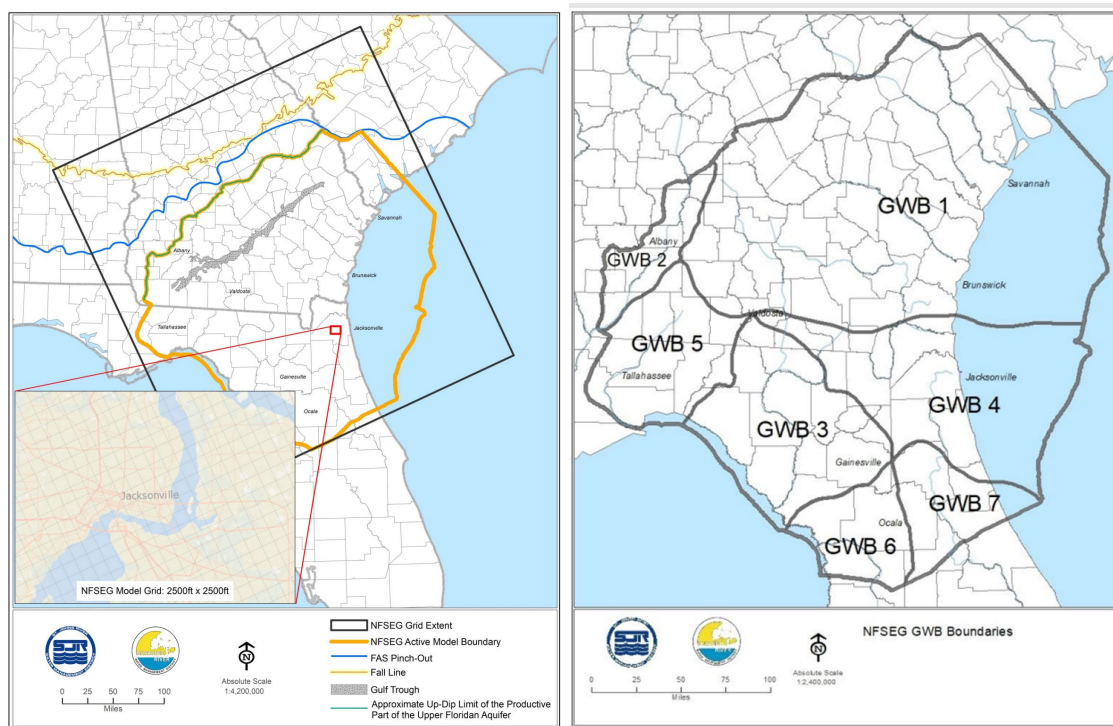 Savannah
Albany
Brunswick
Valdosta
Tallahassee
Jacksonville
Gainesville
Ocala
Jacksonville
NFSEG Model Grid: 2500ft x 2500ft
SJR
N
Absolute Scale
1:4,200,000
0 25 50 75 100
Miles
NFSEG Grid Extent
NFSEG Active Model Boundary
FAS Pinch-Out
Fall Line
Gulf Trough
Approximate Up-Dip Limit of the Productive
Part of the Upper Floridan Aquifer
Savannah
GWB 1
Albany
GWB 2
Brunswick
Valdosta
GWB 5
Tallahassee
Jacksonville
GWB 4
GWB 3
Gainesville
GWB 7
Ocala
GWB 6
NFSEG GWB Boundaries
SJR
N
Absolute Scale
1:2,400,000
0 25 50 75 100
Miles